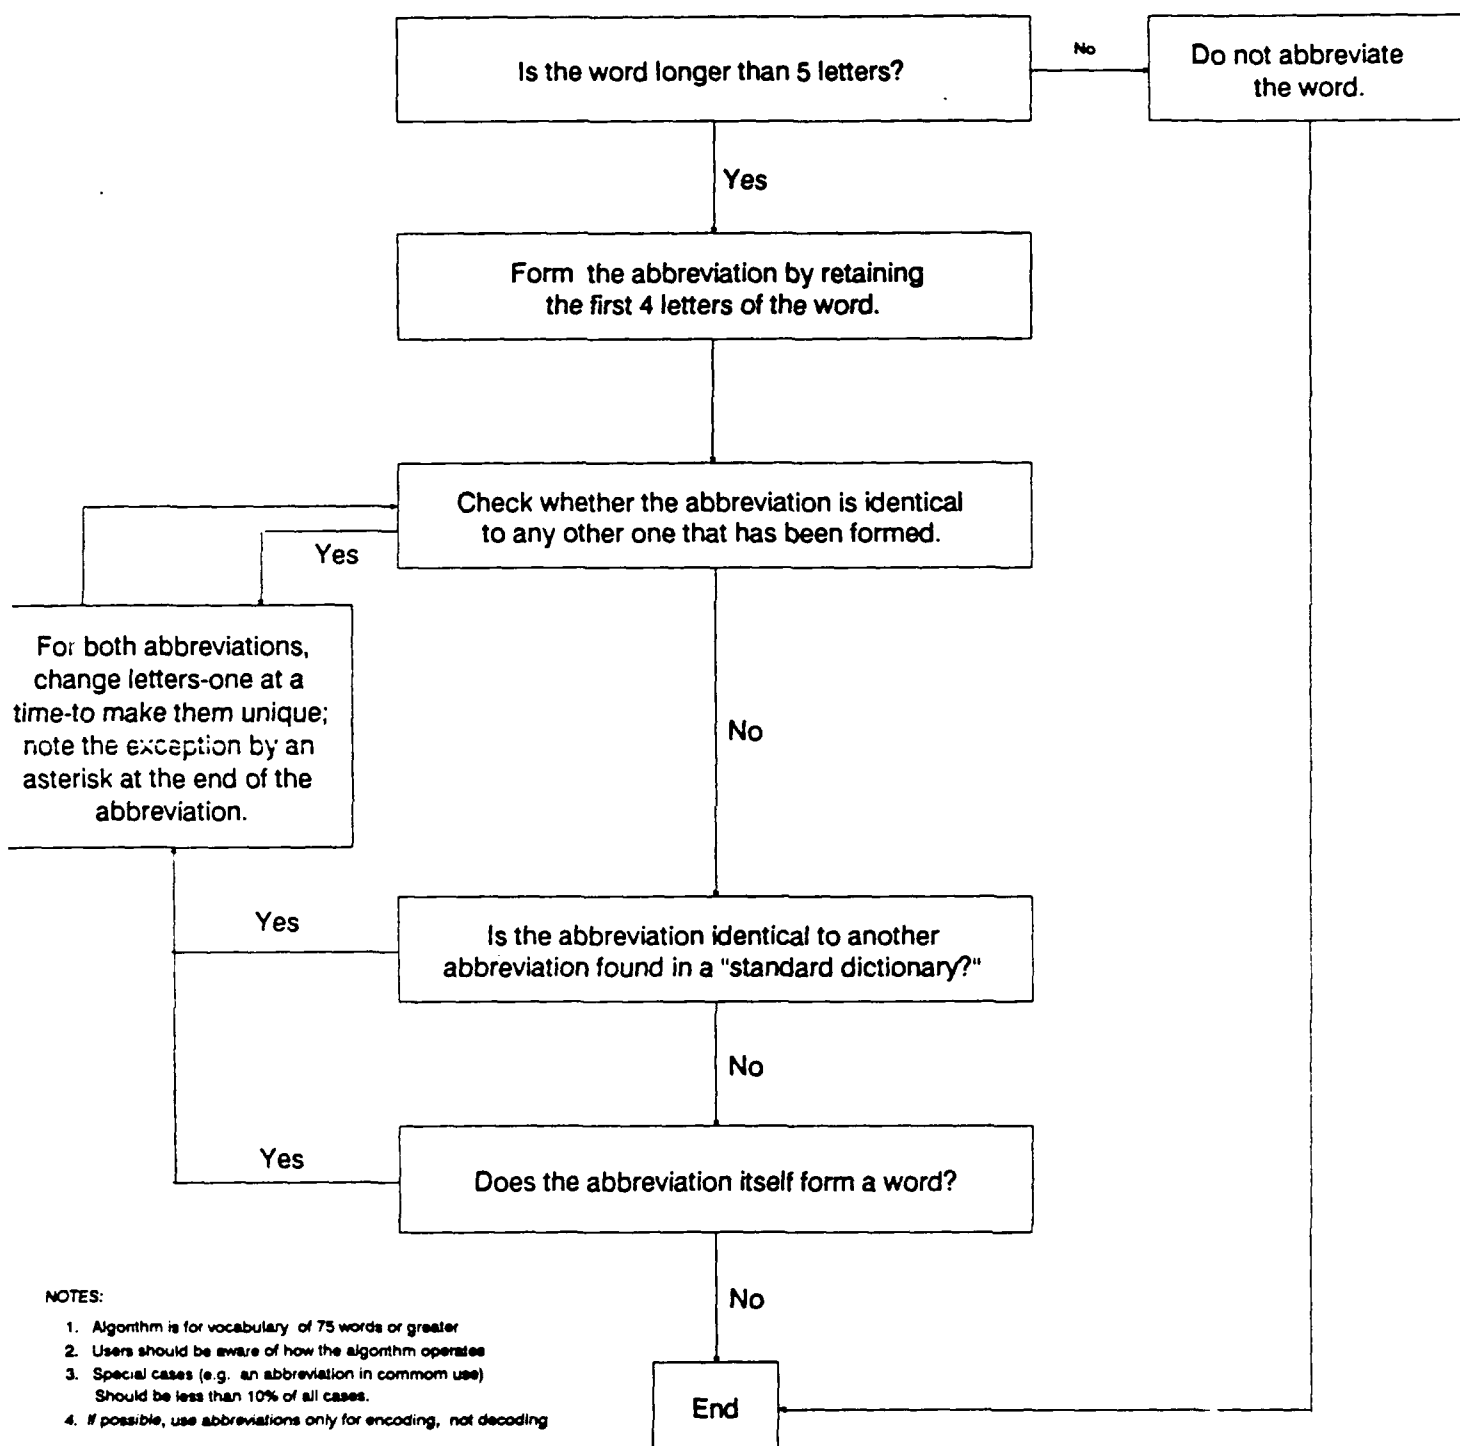 Is the word longer than 5 letters?
No
Do not abbreviate
the word.
Yes
Form the abbreviation by retaining
the first 4 letters of the word.
Check whether the abbreviation is identical
to any other one that has been formed.
Yes
For both abbreviations,
change letters-one at a
time-to make them unique;
note the exception by an
asterisk at the end of the
abbreviation.
No
Yes
Is the abbreviation identical to another
abbreviation found in a "standard dictionary?"
No
Yes
Does the abbreviation itself form a word?
No
NOTES:
1. Algorithm is for vocabulary of 75 words or greater
2. Users should be aware of how the algorithm operates
3. Special cases (e.g. an abbreviation in commom use)
Should be less than 10% of all cases.
4. If possible, use abbreviations only for encoding, not decoding
End